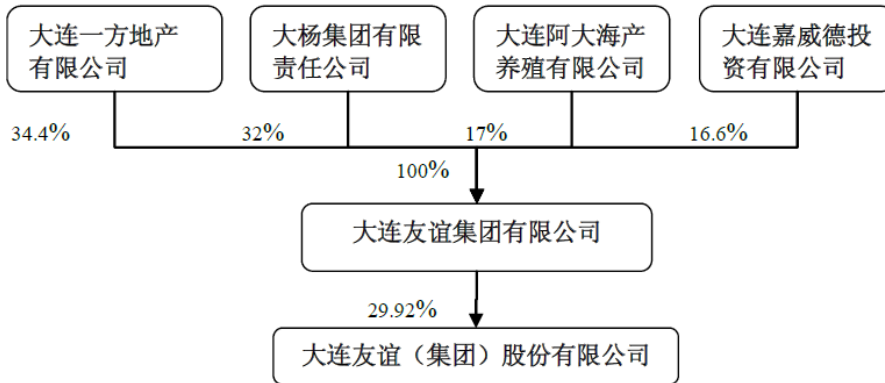 大连一方地产
有限公司
大杨集团有限
责任公司
大连阿大海产
养殖有限公司
大连嘉威德投
资有限公司
34.4%
32%
17%
16.6%
100%
大连友谊集团有限公司
29.92%
大连友谊（集团）股份有限公司